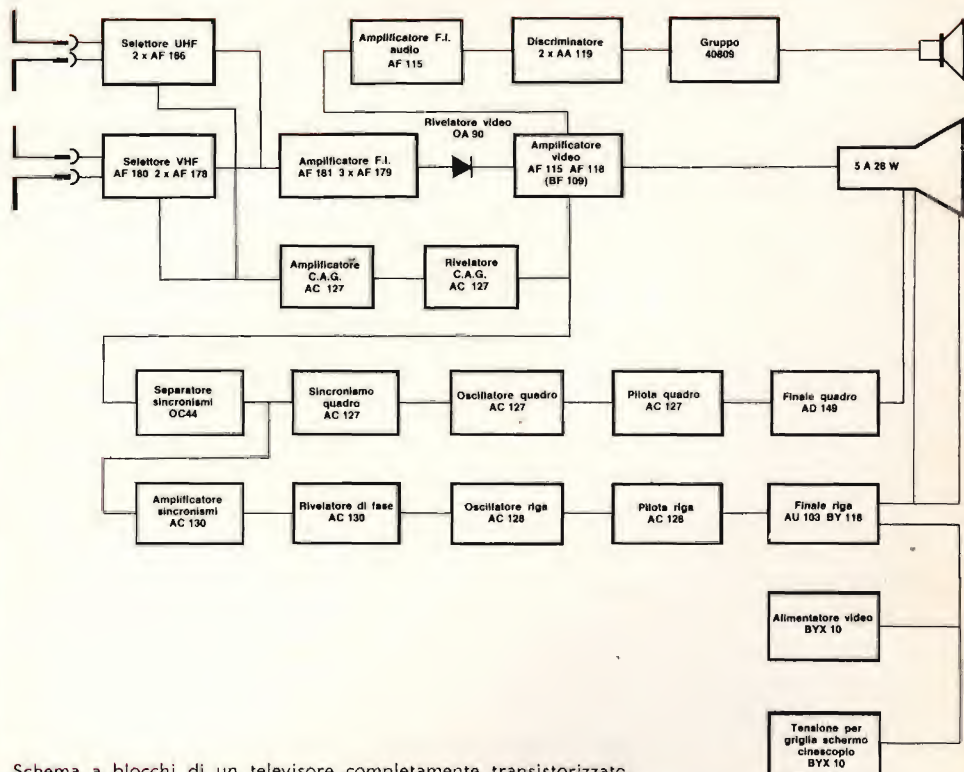 Selettore UHF
2 x AF 186
Amplificatore F.I.
audio
AF 115
Discriminatore
2 x AA 119
Gruppo
40809
Rivelatore video
OA 90
Selettore VHF
AF 180 2 x AF 178
Amplificatore F.I.
AF 181 3 x AF 179
Amplificatore
video
AF 115 AF 118
(BF 109)
5 A 28 W
Amplificatore
C.A.G.
AC 127
Rivelatore
C.A.G.
AC 127
Separatore
sincronismi
OC44
Sincronismo
quadro
AC 127
Oscillatore quadro
AC 127
Pilota quadro
AC 127
Finale quadro
AD 149
Amplificatore
sincronismi
AC 130
Rivelatore di fase
AC 130
Oscillatore riga
AC 128
Pilota riga
AC 128
Finale riga
AU 103 BY 118
Alimentatore video
BYX 10
Tensione per
griglia schermo
cinescopio
BYX 10
Schema a blocchi di un televisore completamente transistorizzato